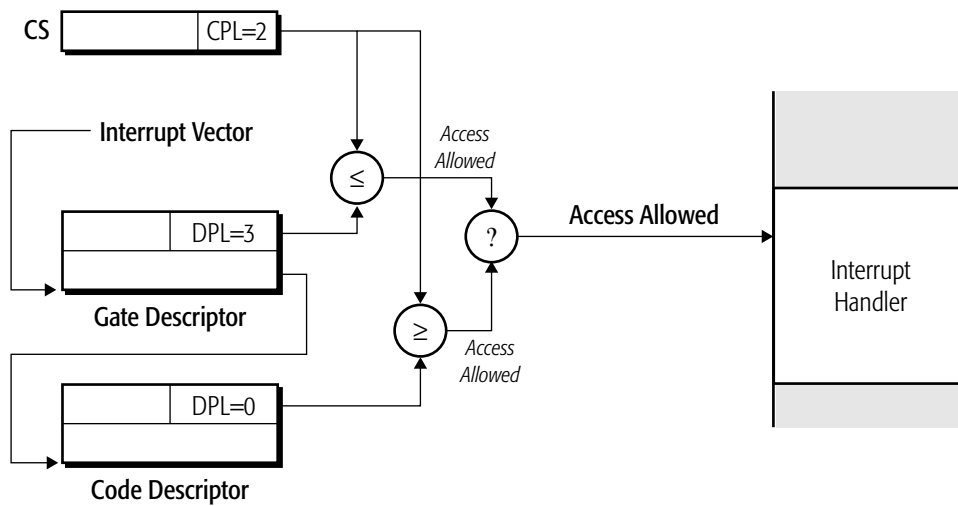 CS
CPL=2
Interrupt Vector
Access
Allowed
≤
DPL=3
Access Allowed
?
Interrupt
Handler
Gate Descriptor
≥
Access
Allowed
DPL=0
Code Descriptor